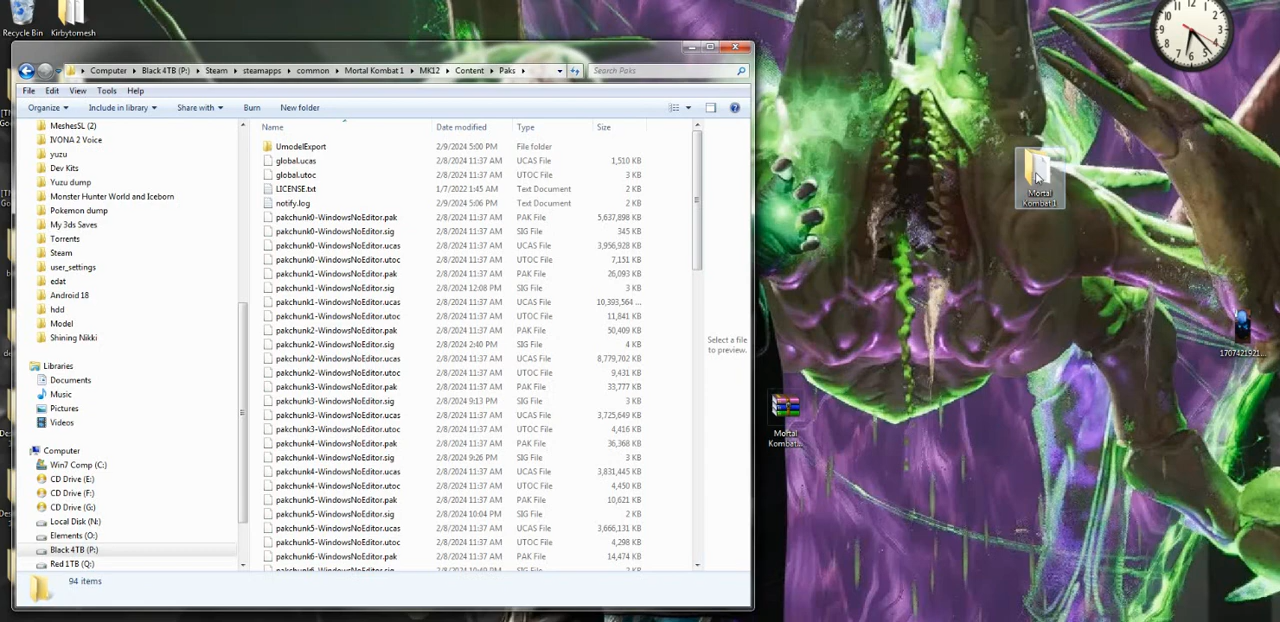 Recycle Bin
Kirbytomesh
Computer
Black 4TB (P:)
Steam
steamapps
common
Mortal Kombat 1
MK12
Content
Paks
Search Paks
File Edit View Tools Help
Organize
Include in library
Share with
Burn
New folder
MeshesSL (2)
IVONA 2 Voice
yuzu
Dev Kits
Yuzu dump
Monster Hunter World and Iceborn
Pokemon dump
My 3ds Saves
Torrents
Steam
user_settings
edat
Android 18
hdd
Model
Shining Nikki
Libraries
Documents
Music
Pictures
Videos
Computer
Win7 Comp (C:)
CD Drive (E:)
CD Drive (F:)
CD Drive (G:)
Local Disk (N:)
Elements (O:)
Black 4TB (P:)
Red 1TB (Q:)
Name Date modified Type Size
UmodelExport 2/9/2024 5:00 PM File folder
global.ucas 2/8/2024 11:37 AM UCAS File 1,510 KB
global.utoc 2/8/2024 11:37 AM UTOC File 3 KB
LICENSE.txt 1/7/2022 1:45 AM Text Document 2 KB
notify.log 2/9/2024 5:06 PM Text Document 2 KB
pakchunk0-WindowsNoEditor.pak 2/8/2024 11:37 AM PAK File 5,637,898 KB
pakchunk0-WindowsNoEditor.sig 2/8/2024 11:37 AM SIG File 345 KB
pakchunk0-WindowsNoEditor.ucas 2/8/2024 11:37 AM UCAS File 3,956,928 KB
pakchunk0-WindowsNoEditor.utoc 2/8/2024 11:37 AM UTOC File 7,151 KB
pakchunk1-WindowsNoEditor.pak 2/8/2024 11:37 AM PAK File 26,093 KB
pakchunk1-WindowsNoEditor.sig 2/8/2024 12:08 PM SIG File 3 KB
pakchunk1-WindowsNoEditor.ucas 2/8/2024 11:37 AM UCAS File 10,393,564 ...
pakchunk1-WindowsNoEditor.utoc 2/8/2024 11:37 AM UTOC File 11,841 KB
pakchunk2-WindowsNoEditor.pak 2/8/2024 11:37 AM PAK File 50,409 KB
pakchunk2-WindowsNoEditor.sig 2/8/2024 2:40 PM SIG File 4 KB
pakchunk2-WindowsNoEditor.ucas 2/8/2024 11:37 AM UCAS File 8,779,702 KB
pakchunk2-WindowsNoEditor.utoc 2/8/2024 11:37 AM UTOC File 9,431 KB
pakchunk3-WindowsNoEditor.pak 2/8/2024 11:37 AM PAK File 33,777 KB
pakchunk3-WindowsNoEditor.sig 2/8/2024 9:13 PM SIG File 3 KB
pakchunk3-WindowsNoEditor.ucas 2/8/2024 11:37 AM UCAS File 3,725,649 KB
pakchunk3-WindowsNoEditor.utoc 2/8/2024 11:37 AM UTOC File 4,416 KB
pakchunk4-WindowsNoEditor.pak 2/8/2024 11:37 AM PAK File 36,368 KB
pakchunk4-WindowsNoEditor.sig 2/8/2024 9:26 PM SIG File 3 KB
pakchunk4-WindowsNoEditor.ucas 2/8/2024 11:37 AM UCAS File 3,831,445 KB
pakchunk4-WindowsNoEditor.utoc 2/8/2024 11:37 AM UTOC File 4,450 KB
pakchunk5-WindowsNoEditor.pak 2/8/2024 11:37 AM PAK File 10,621 KB
pakchunk5-WindowsNoEditor.sig 2/8/2024 10:04 PM SIG File 2 KB
pakchunk5-WindowsNoEditor.ucas 2/8/2024 11:37 AM UCAS File 3,666,131 KB
pakchunk5-WindowsNoEditor.utoc 2/8/2024 11:37 AM UTOC File 4,298 KB
pakchunk6-WindowsNoEditor.pak 2/8/2024 11:37 AM PAK File 14,474 KB
Select a file
to preview.
94 items
Mortal
Kombat 1
Mortal
Kombat...
1707421921...
12 1 2 3 4 5 6 7 8 9 10 11